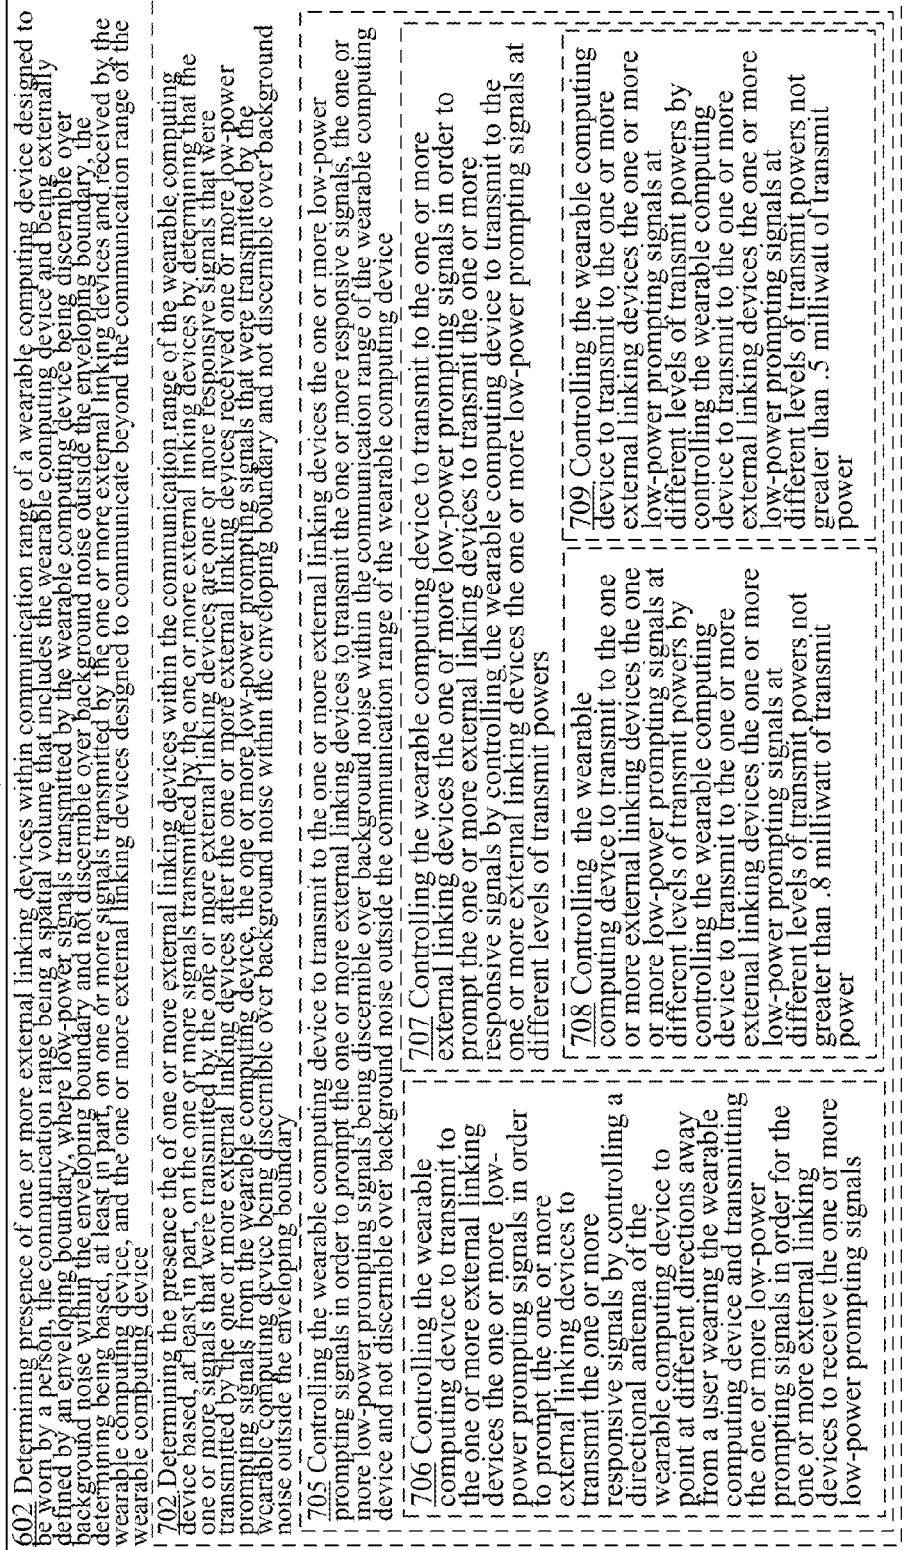 602 Determining presence of one or more external linking devices within communication range of a wearable computing device designed to
be worn by a person, the communication range being a spatial volume that includes the wearable computing device and being externally
defined by an enveloping boundary, where low-power signals transmitted by the wearable computing device being discernible over
background noise within the enveloping boundary and not discernible over background noise outside the enveloping boundary, the
determining being based, at least in part, on one or more signals transmitted by the one or more external linking devices and received by the
wearable computing device, and the one or more external linking devices designed to communicate beyond the communication range of the
wearable computing device
702 Determining the presence the of one or more external linking devices within the communication range of the wearable computing
device based, at least in part, on the one or more signals transmitted by the one or more external linking devices by determining that the
one or more signals that were transmitted by the one or more external linking devices are one or more responsive signals that were
transmitted by the one or more external linking devices after the one or more external linking devices received one or more low-power
prompting signals from the wearable computing device, the one or more low-power prompting signals that were transmitted by the
wearable computing device being discernible over background noise within the enveloping boundary and not discernible over background
noise outside the enveloping boundary
705 Controlling the wearable computing device to transmit to the one or more external linking devices the one or more low-power
prompting signals in order to prompt the one or more external linking devices to transmit the one or more responsive signals, the one or
more low-power prompting signals being discernible over background noise within the communication range of the wearable computing
device and not discernible over background noise outside the communication range of the wearable computing device
706 Controlling the wearable
computing device to transmit to
the one or more external linking
devices the one or more low-
power prompting signals in order
to prompt the one or more
external linking devices to
transmit the one or more
responsive signals by controlling a
directional antenna of the
wearable computing device to
point at different directions away
from a user wearing the wearable
computing device and transmitting
the one or more low-power
prompting signals in order for the
one or more external linking
devices to receive the one or more
low-power prompting signals
707 Controlling the wearable computing device to transmit to the one or more
external linking devices the one or more low-power prompting signals in order to
prompt the one or more external linking devices to transmit the one or more
responsive signals by controlling the wearable computing device to transmit to the
one or more external linking devices the one or more low-power prompting signals at
different levels of transmit powers
708 Controlling the wearable
computing device to transmit to the one
or more external linking devices the one
or more low-power prompting signals at
different levels of transmit powers by
controlling the wearable computing
device to transmit to the one or more
external linking devices the one or more
low-power prompting signals at
different levels of transmit powers not
greater than .8 milliwatt of transmit
power
709 Controlling the wearable computing
device to transmit to the one or more
external linking devices the one or more
low-power prompting signals at
different levels of transmit powers by
controlling the wearable computing
device to transmit to the one or more
external linking devices the one or more
low-power prompting signals at
different levels of transmit powers not
greater than .5 milliwatt of transmit
power